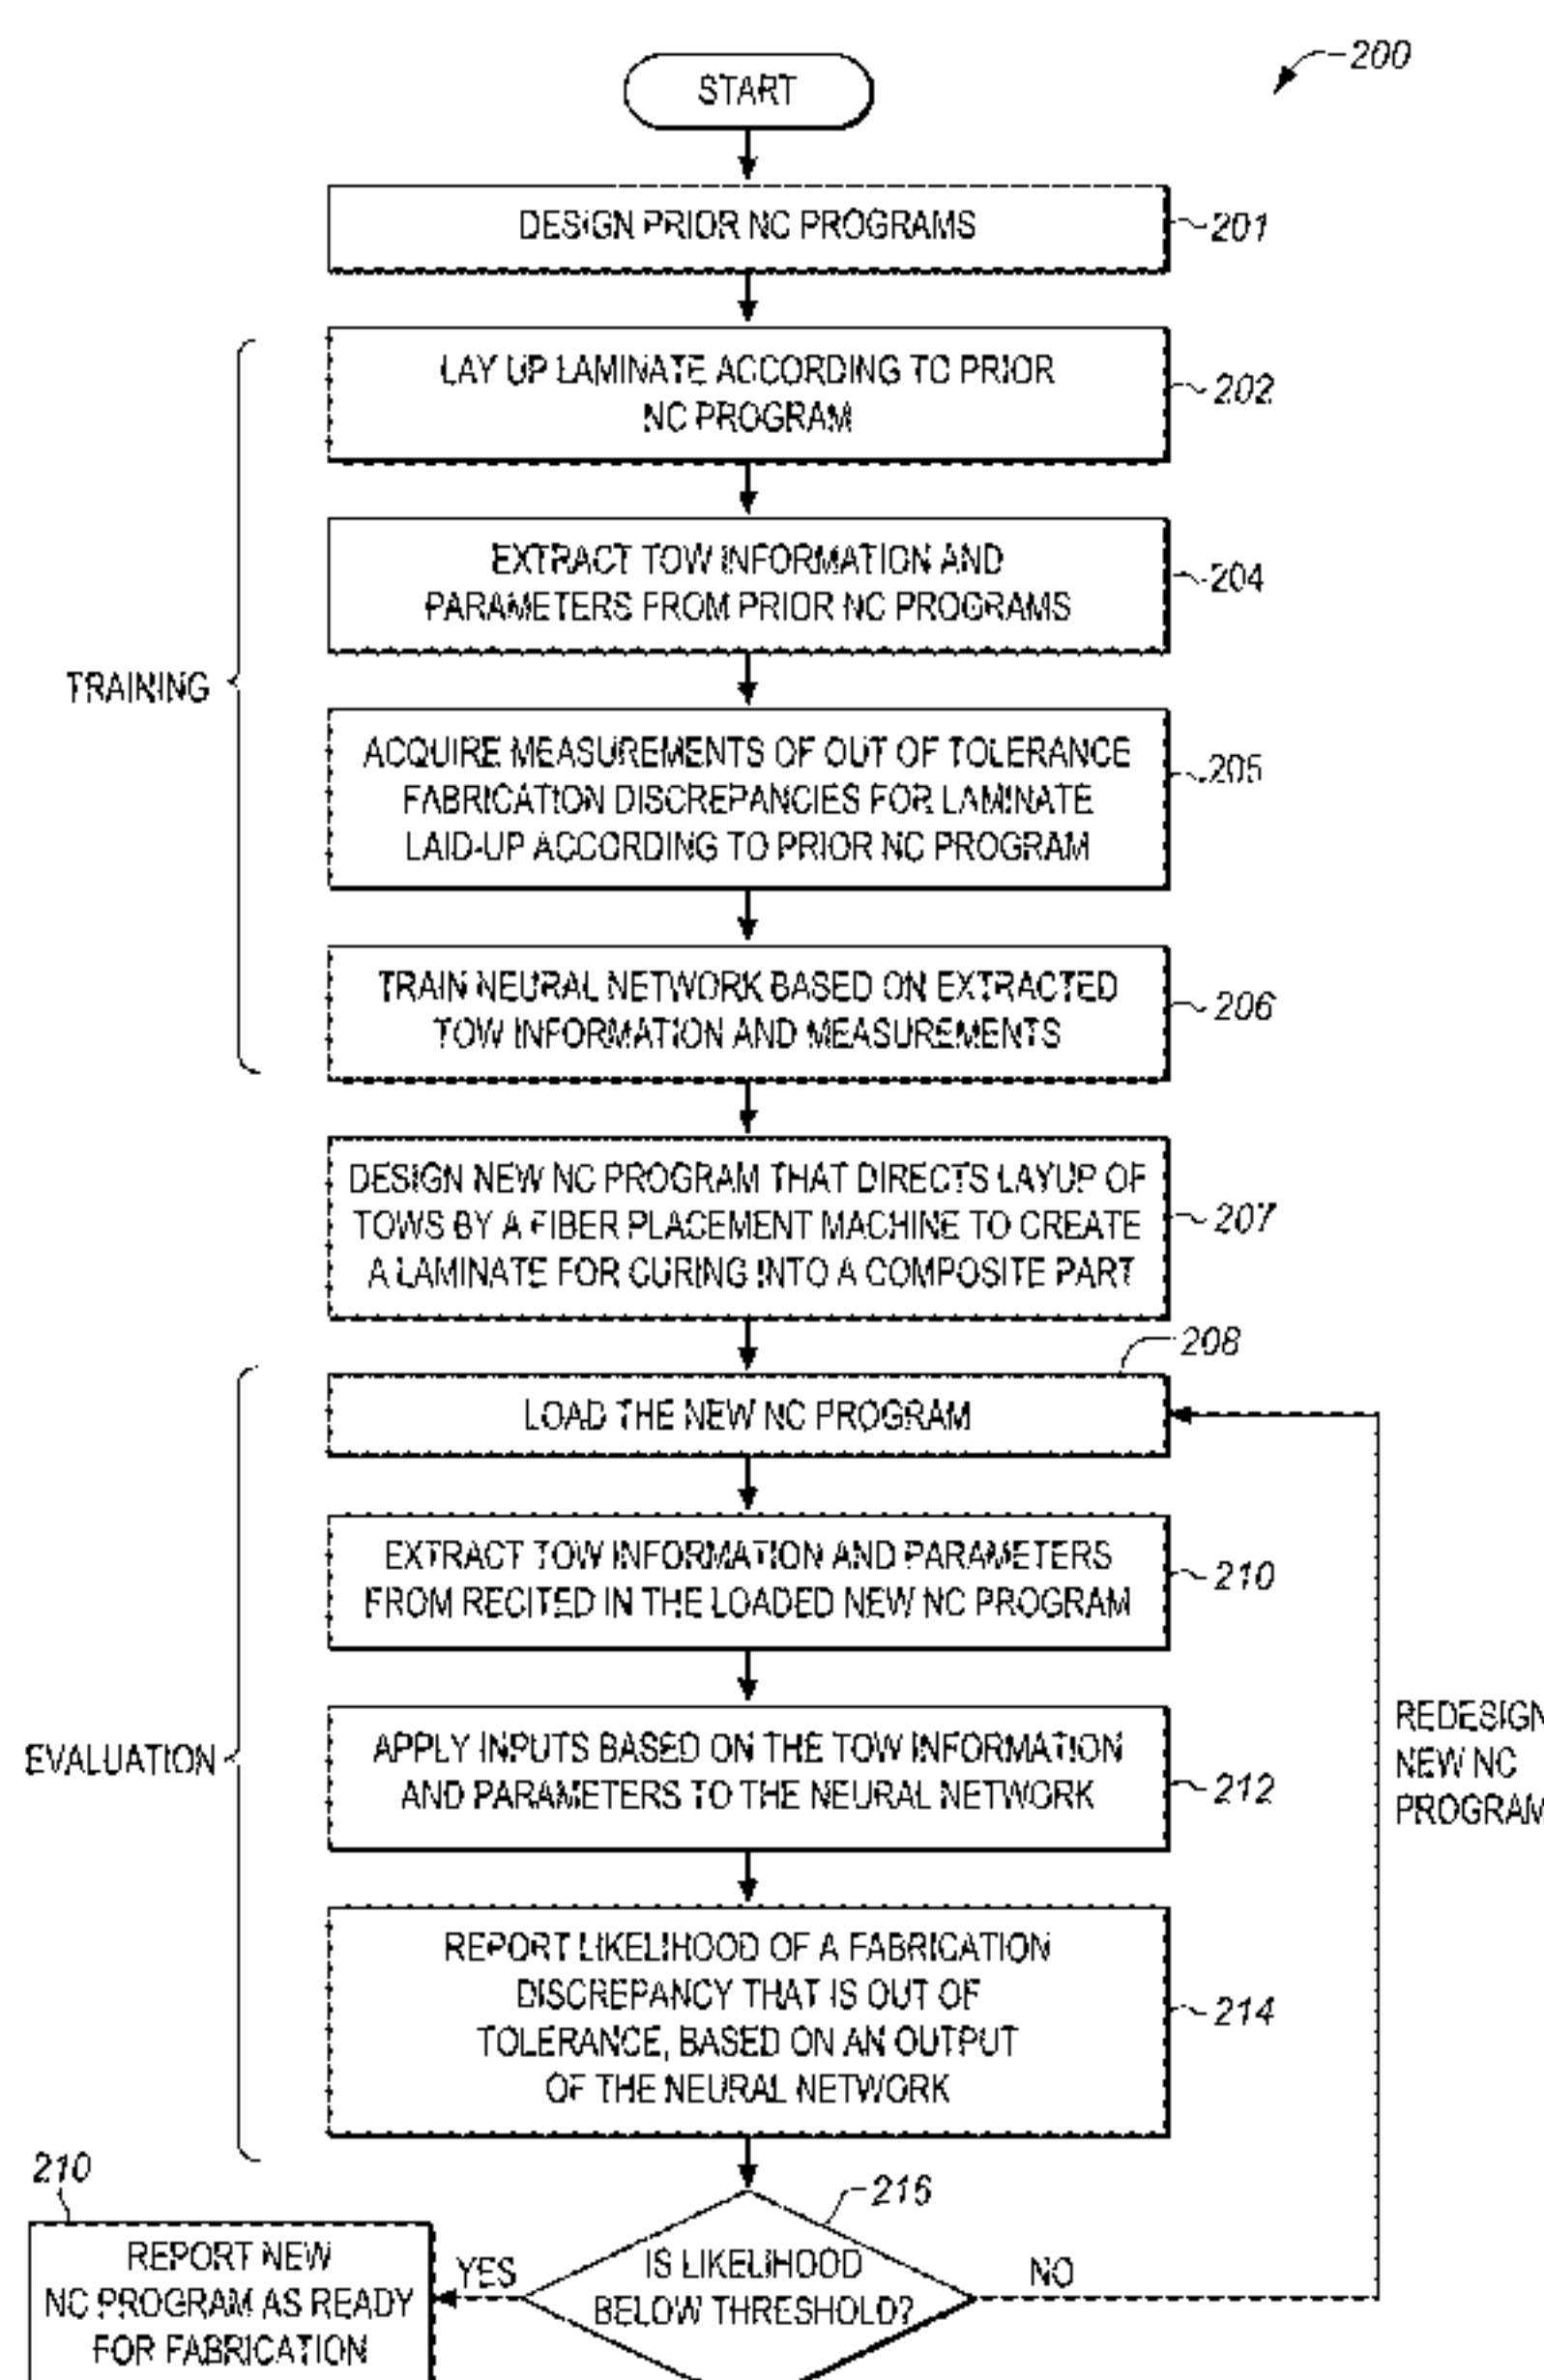 200
START
DESIGN PRIOR NC PROGRAMS
201
LAY UP LAMINATE ACCORDING TO PRIOR
NC PROGRAM
202
EXTRACT TOW INFORMATION AND
PARAMETERS FROM PRIOR NC PROGRAMS
204
TRAINING
ACQUIRE MEASUREMENTS OF OUT OF TOLERANCE
FABRICATION DISCREPANCIES FOR LAMINATE
LAID-UP ACCORDING TO PRIOR NC PROGRAM
205
TRAIN NEURAL NETWORK BASED ON EXTRACTED
TOW INFORMATION AND MEASUREMENTS
206
DESIGN NEW NC PROGRAM THAT DIRECTS LAYUP OF
TOWS BY A FIBER PLACEMENT MACHINE TO CREATE
A LAMINATE FOR CURING INTO A COMPOSITE PART
207
208
LOAD THE NEW NC PROGRAM
EXTRACT TOW INFORMATION AND PARAMETERS
FROM RECITED IN THE LOADED NEW NC PROGRAM
210
EVALUATION
APPLY INPUTS BASED ON THE TOW INFORMATION
AND PARAMETERS TO THE NEURAL NETWORK
212
REDESIGN
NEW NC
PROGRAM
REPORT LIKELIHOOD OF A FABRICATION
DISCREPANCY THAT IS OUT OF
TOLERANCE, BASED ON AN OUTPUT
OF THE NEURAL NETWORK
214
210
REPORT NEW
NC PROGRAM AS READY
FOR FABRICATION
YES
216
IS LIKELIHOOD
BELOW THRESHOLD?
NO